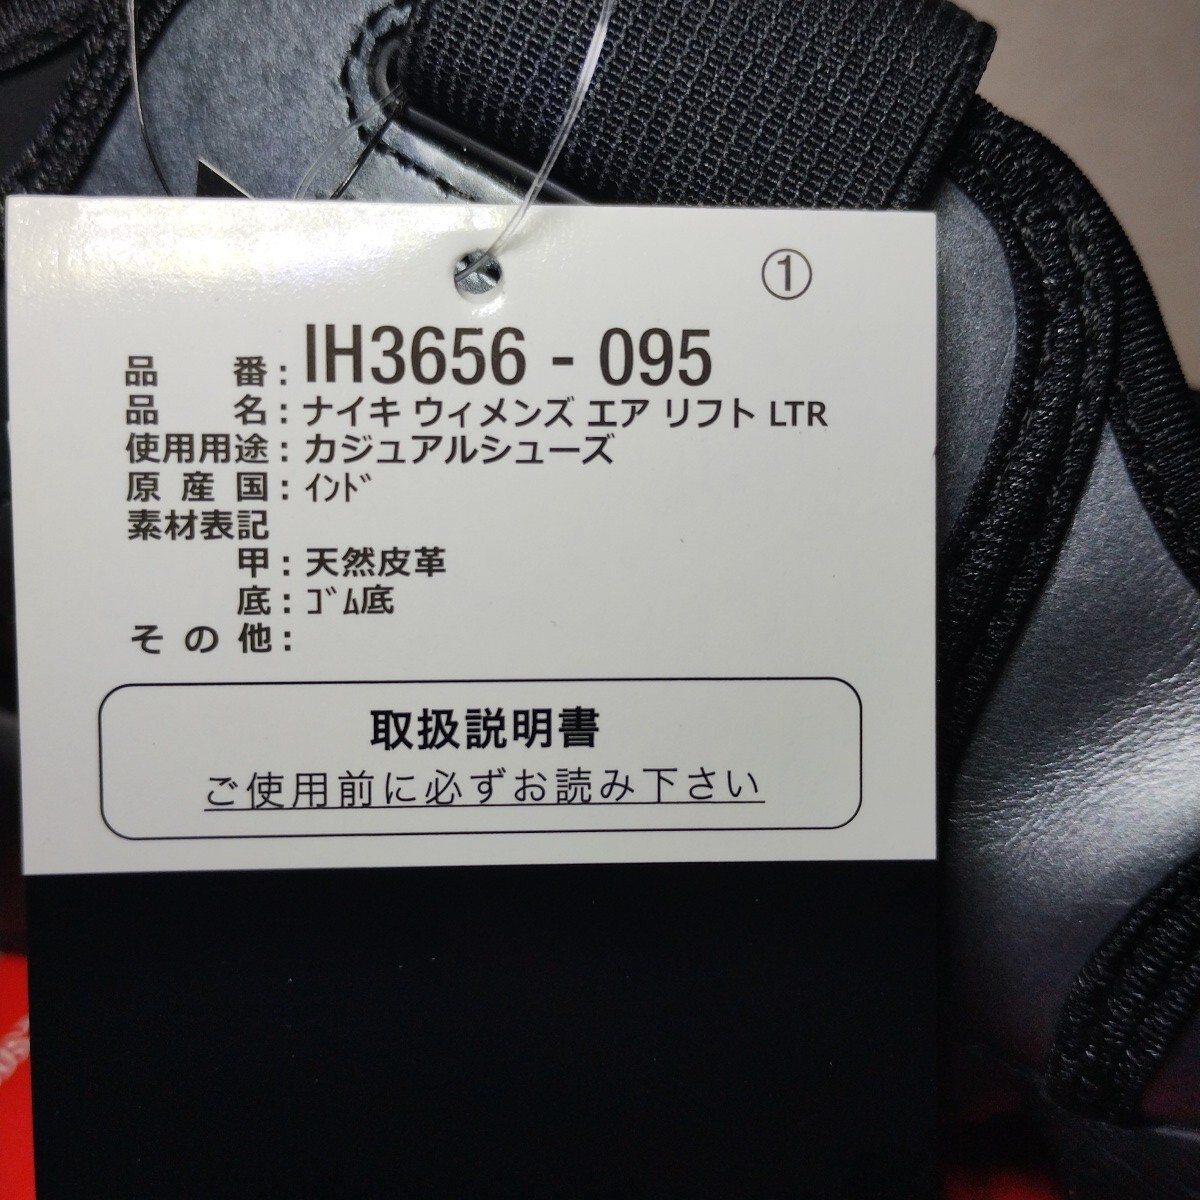 ①
品番：IH3656 - 095
品名：ナイキ ウィメンズ エア リフト LTR
使用用途：カジュアルシューズ
原産国：ｲﾝﾄﾞ
素材表記
甲：天然皮革
底：ｺﾞﾑ底
その他：
取扱説明書
ご使用前に必ずお読み下さい